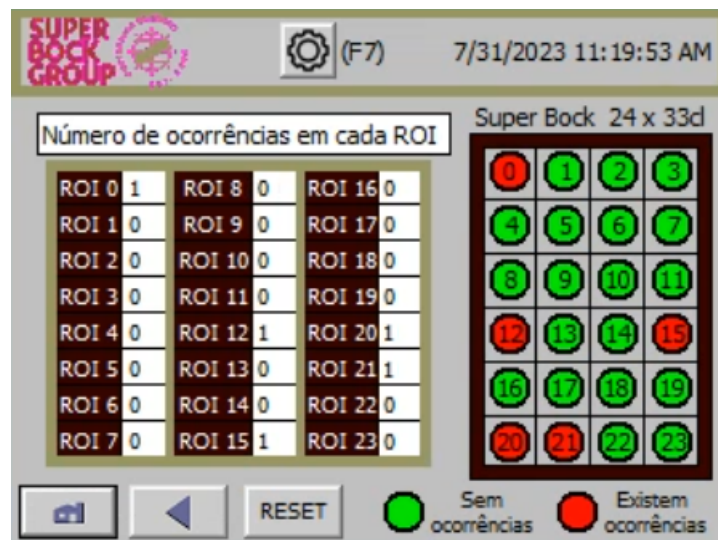 SUPER
BOCK
GROUP
(F7)
7/31/2023 11:19:53 AM
Número de ocorrências em cada ROI
ROI 0 1 ROI 8 0 ROI 16 0
ROI 1 0 ROI 9 0 ROI 17 0
ROI 2 0 ROI 10 0 ROI 18 0
ROI 3 0 ROI 11 0 ROI 19 0
ROI 4 0 ROI 12 1 ROI 20 1
ROI 5 0 ROI 13 0 ROI 21 1
ROI 6 0 ROI 14 0 ROI 22 0
ROI 7 0 ROI 15 1 ROI 23 0
Super Bock 24 x 33cl
0 1 2 3
4 5 6 7
8 9 10 11
12 13 14 15
16 17 18 19
20 21 22 23
RESET
Sem
ocorrências
Existem
ocorrências